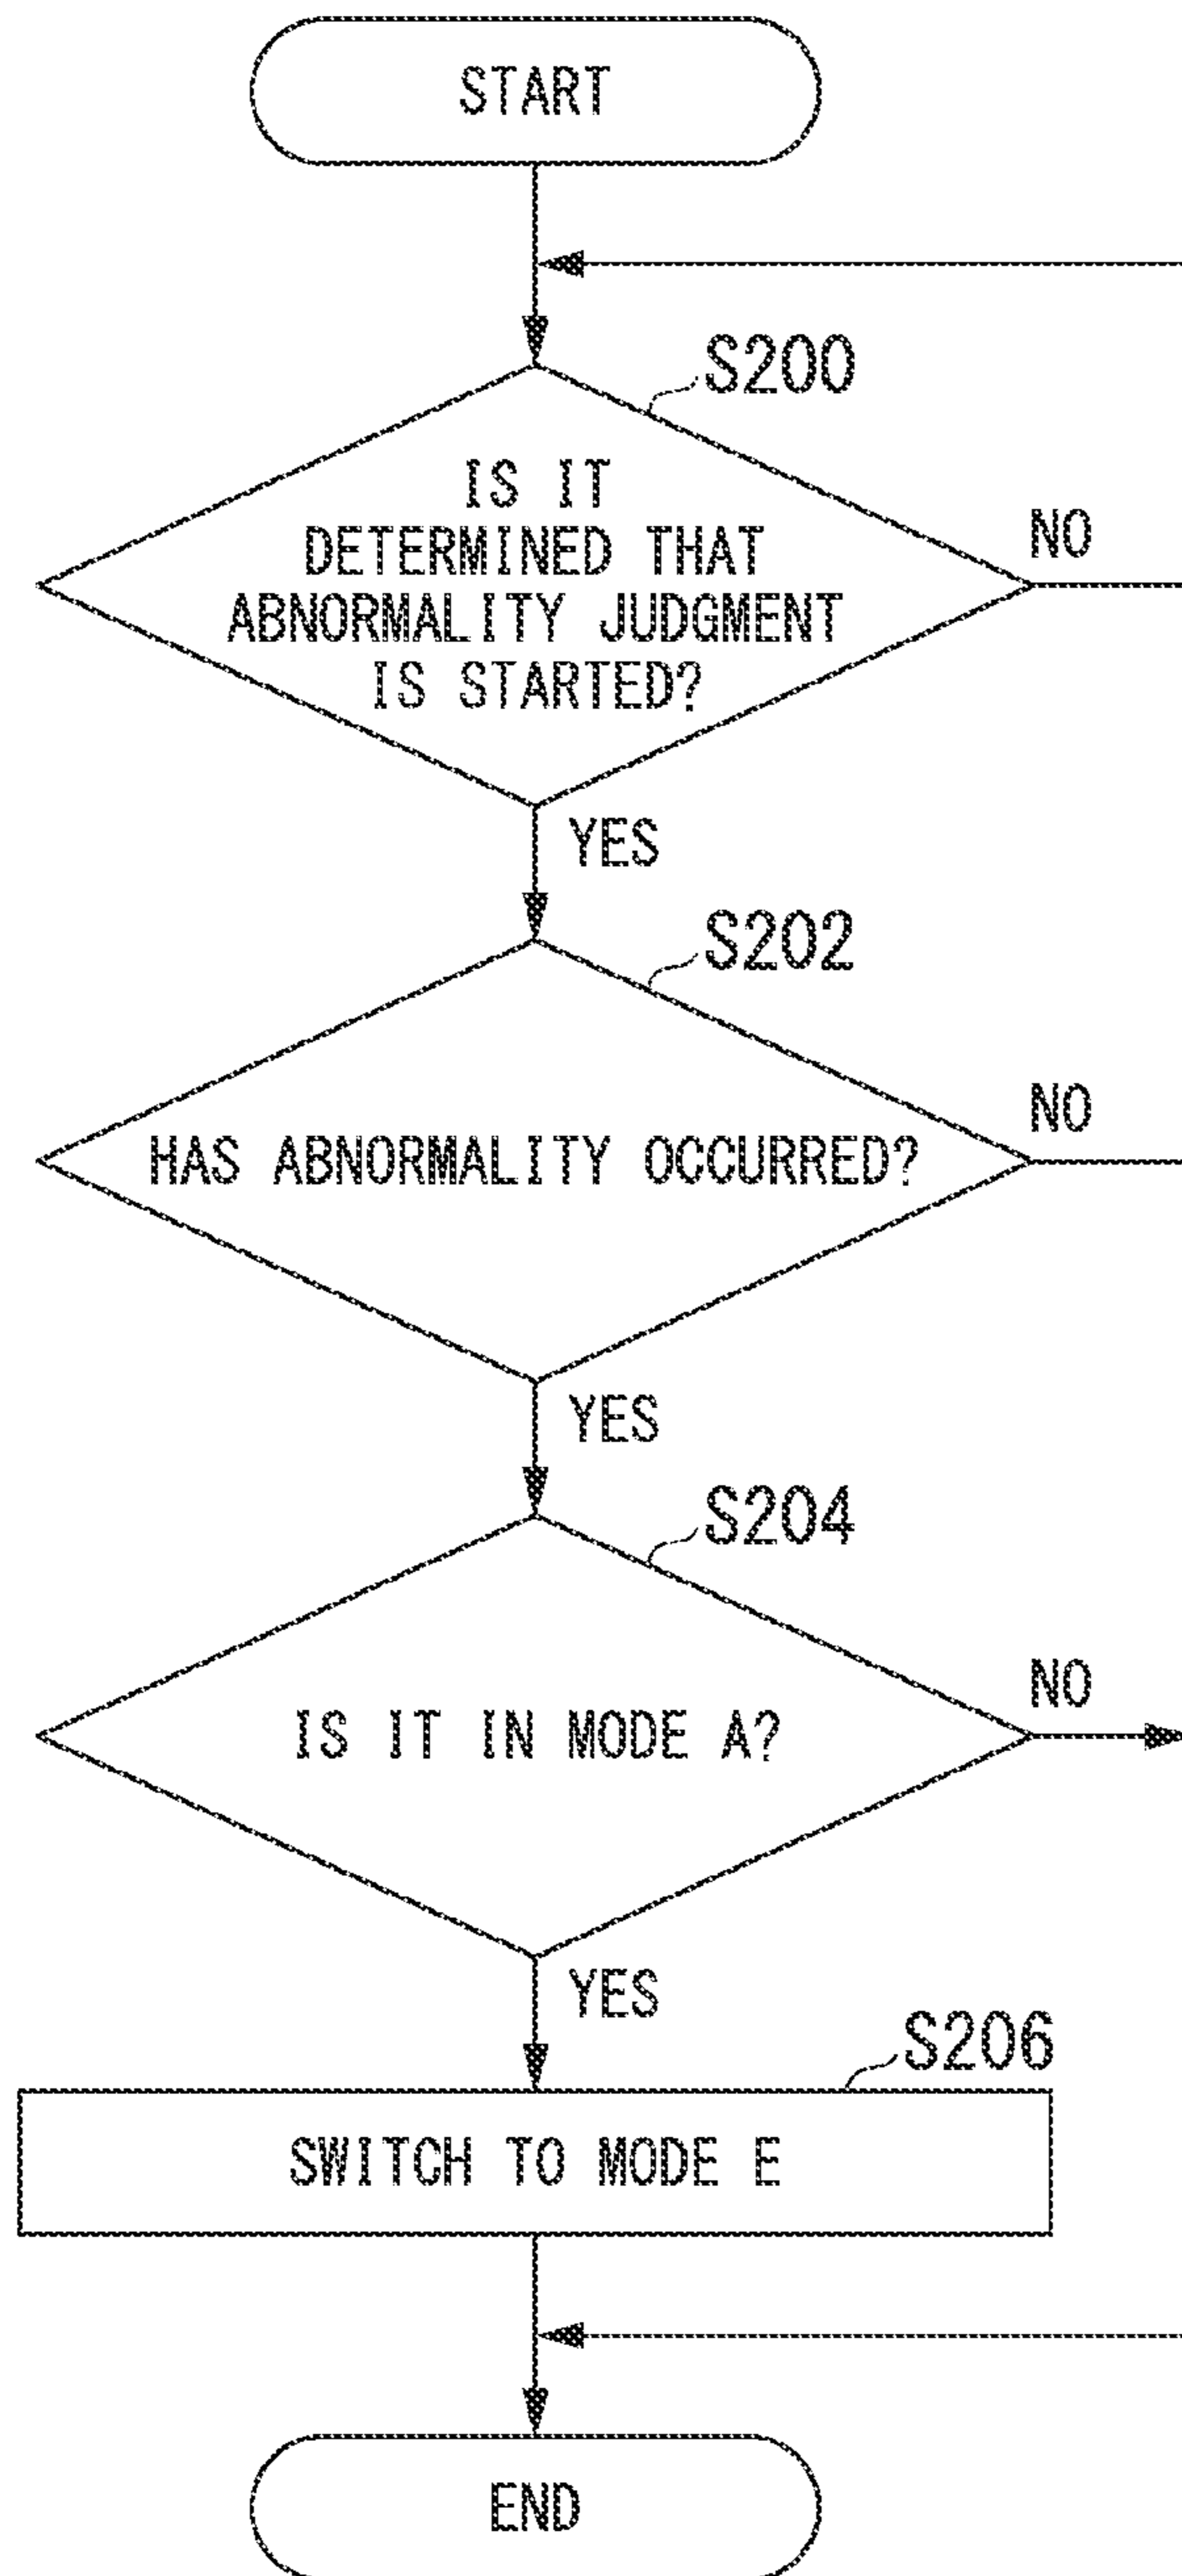 START
S200
IS IT
DETERMINED THAT
ABNORMALITY JUDGMENT
IS STARTED?
NO
YES
S202
HAS ABNORMALITY OCCURRED?
NO
YES
S204
IS IT IN MODE A?
NO
YES
S206
SWITCH TO MODE E
END